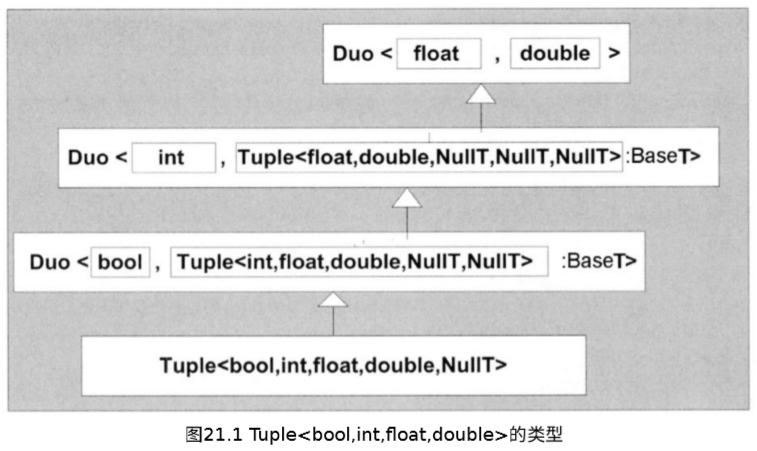 Duo < float , double >
Duo < int , Tuple<float,double,NullT,NullT,NullT>:BaseT>
Duo < bool , Tuple<int,float,double,NullT,NullT> :BaseT>
Tuple<bool,int,float,double,NullT>
图21.1 Tuple<bool,int,float,double>的类型